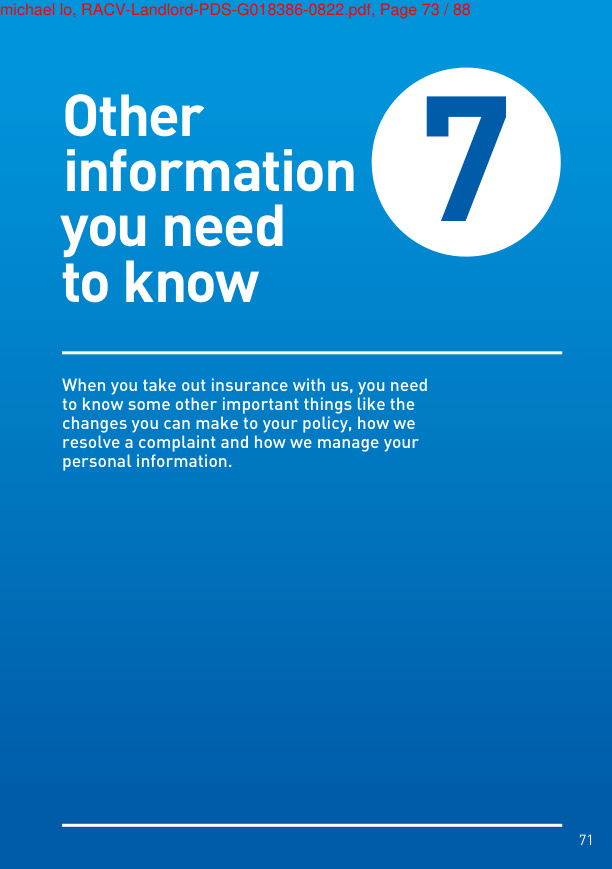 michael lo, RACV-Landlord-PDS-G018386-0822.pdf, Page 73 / 88
Other
information
you need
to know
7
When you take out insurance with us, you need
to know some other important things like the
changes you can make to your policy, how we
resolve a complaint and how we manage your
personal information.
71